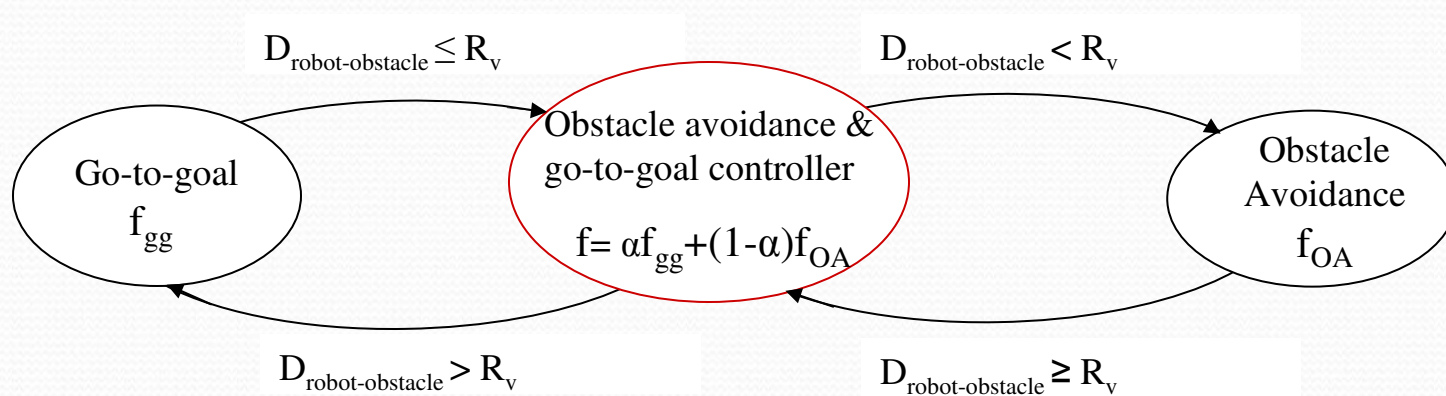 D_robot-obstacle ≤ R_v
D_robot-obstacle < R_v
Go-to-goal
f_gg
Obstacle avoidance &
go-to-goal controller
f= αf_gg+(1-α)f_OA
Obstacle
Avoidance
f_OA
D_robot-obstacle > R_v
D_robot-obstacle ≥ R_v